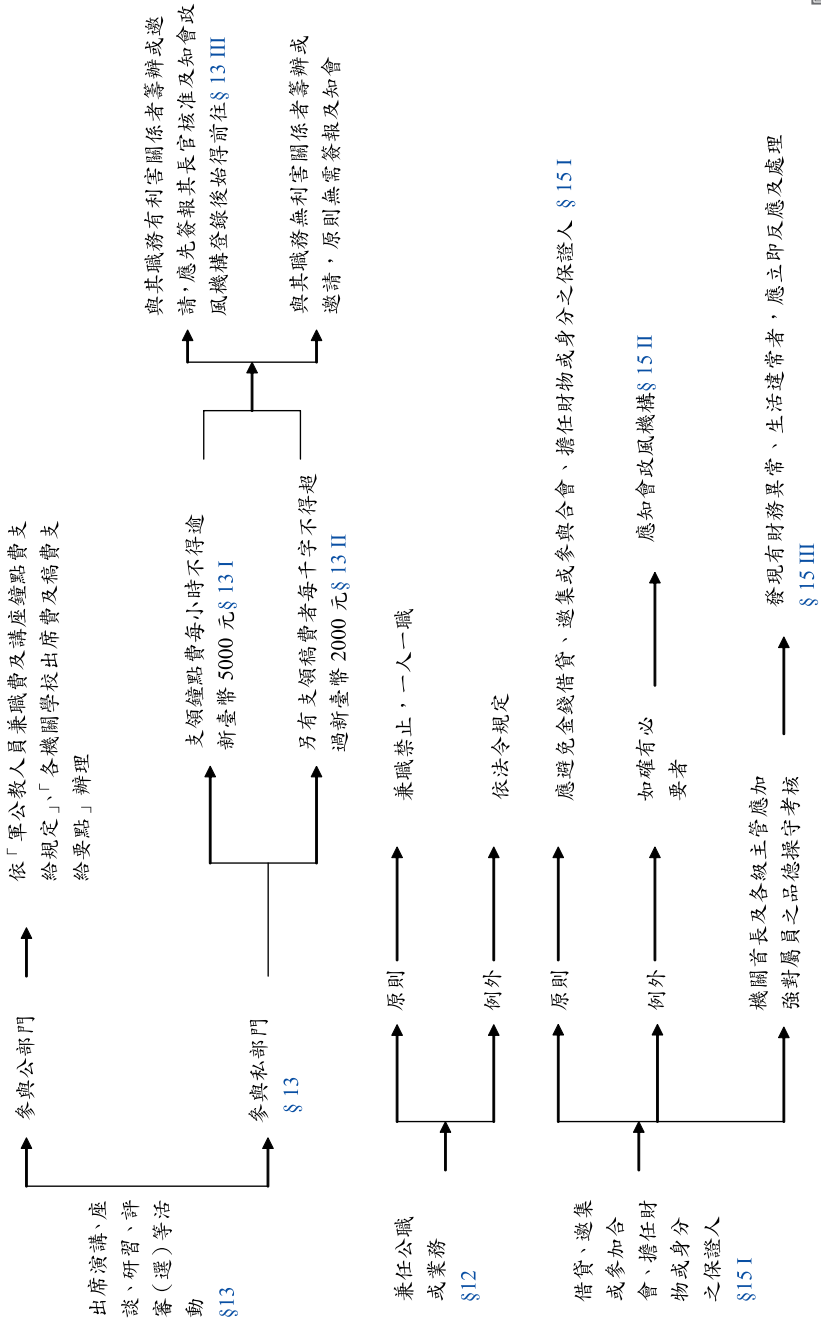 出席演講、座
談、研習、評
審（選）等活
動
§13
參與公部門
依「軍公教人員兼職費及講座鐘點費支
給規定」、「各機關學校出席費及稿費支
給要點」辦理
參與私部門
§ 13
支領鐘點費每小時不得逾
新臺幣 5000 元§ 13 I
另有支領稿費者每千字不得超
過新臺幣 2000 元§ 13 II
與其職務有利害關係者籌辦或邀
請，應先簽報其長官核准及知會政
風機構登錄後始得前往§ 13 III
與其職務無利害關係者籌辦或
邀請，原則無需簽報及知會
兼任公職
或業務
§12
原則
兼職禁止，一人一職
例外
依法令規定
借貸、邀集
或參加合
會、擔任財
物或身分
之保證人
§15 I
原則
應避免金錢借貸、邀集或參與合會、擔任財物或身分之保證人 § 15 I
例外
如確有必
要者
應知會政風機構§ 15 II
機關首長及各級主管應加
強對屬員之品德操守考核
發現有財務異常、生活違常者，應立即反應及處理
§ 15 III